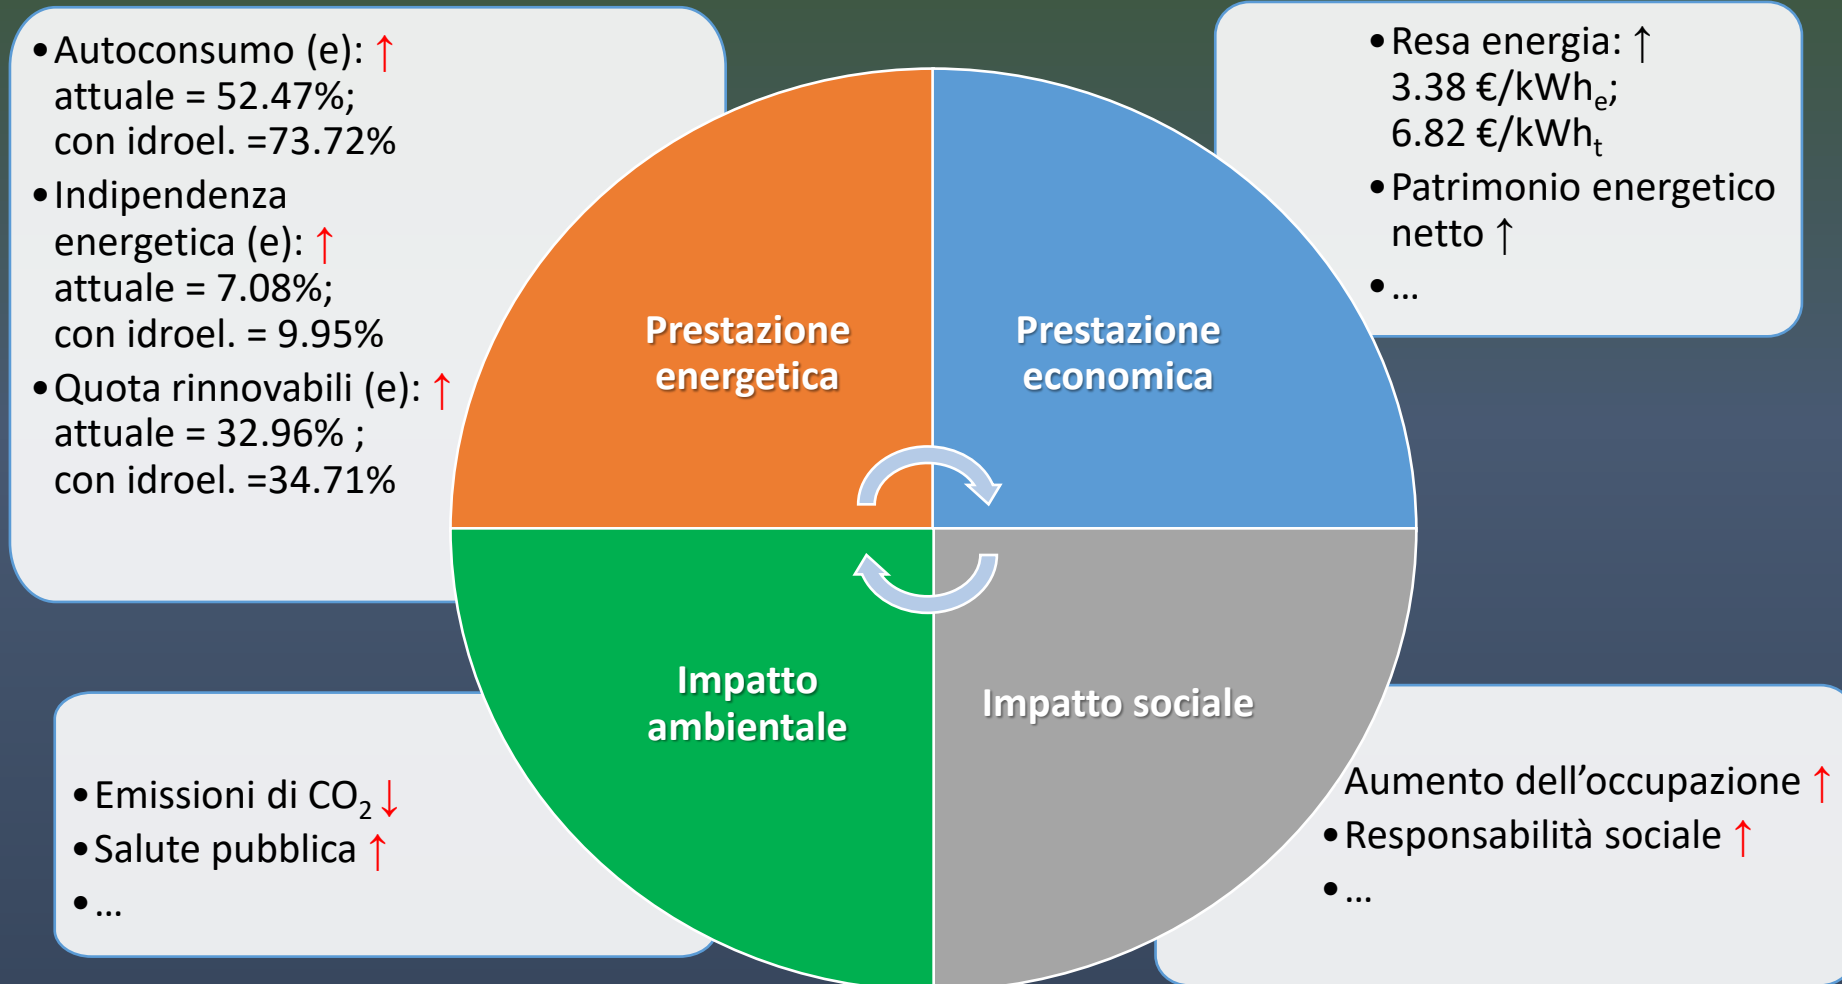 •Autoconsumo (e): ↑
attuale = 52.47%;
con idroel. =73.72%
•Indipendenza
energetica (e): ↑
attuale = 7.08%;
con idroel. = 9.95%
•Quota rinnovabili (e): ↑
attuale = 32.96% ;
con idroel. =34.71%
•Resa energia: ↑
3.38 €/kWhₑ;
6.82 €/kWhₜ
•Patrimonio energetico
netto ↑
•...
Prestazione
energetica
Prestazione
economica
Impatto
ambientale
Impatto sociale
•Emissioni di CO₂ ↓
•Salute pubblica ↑
•...
Aumento dell’occupazione ↑
•Responsabilità sociale ↑
•...